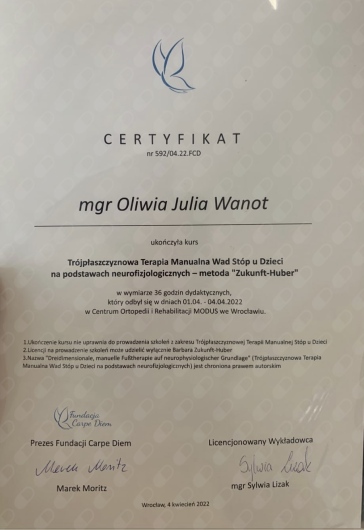 CERTYFIKAT
nr 592/04.22.FCD
mgr Oliwia Julia Wanot
ukończyła kurs
Trójpłaszczyznowa Terapia Manualna Wad Stóp u Dzieci
na podstawach neurofizjologicznych – metoda "Zukunft-Huber"
w wymiarze 36 godzin dydaktycznych,
który odbył się w dniach 01.04. - 04.04.2022
w Centrum Ortopedii i Rehabilitacji MODUS we Wrocławiu.
1.Ukończenie kursu nie uprawnia do prowadzenia szkoleń z zakresu Trójpłaszczyznowej Terapii Manualnej Stóp u Dzieci
2.Licencji na prowadzenie szkoleń może udzielić wyłącznie Barbara Zukunft-Huber
3.Nazwa "Dreidimensionale, manuelle Fußtherapie auf neurophysiologischer Grundlage" (Trójpłaszczyznowa Terapia
Manualna Wad Stóp u Dzieci na podstawach neurofizjologicznych) jest chroniona prawem autorskim
Fundacja
Carpe Diem
Prezes Fundacji Carpe Diem
Licencjonowany Wykładowca
Marek Moritz
Sylwia Lizak
Marek Moritz
mgr Sylwia Lizak
Wrocław, 4 kwiecień 2022